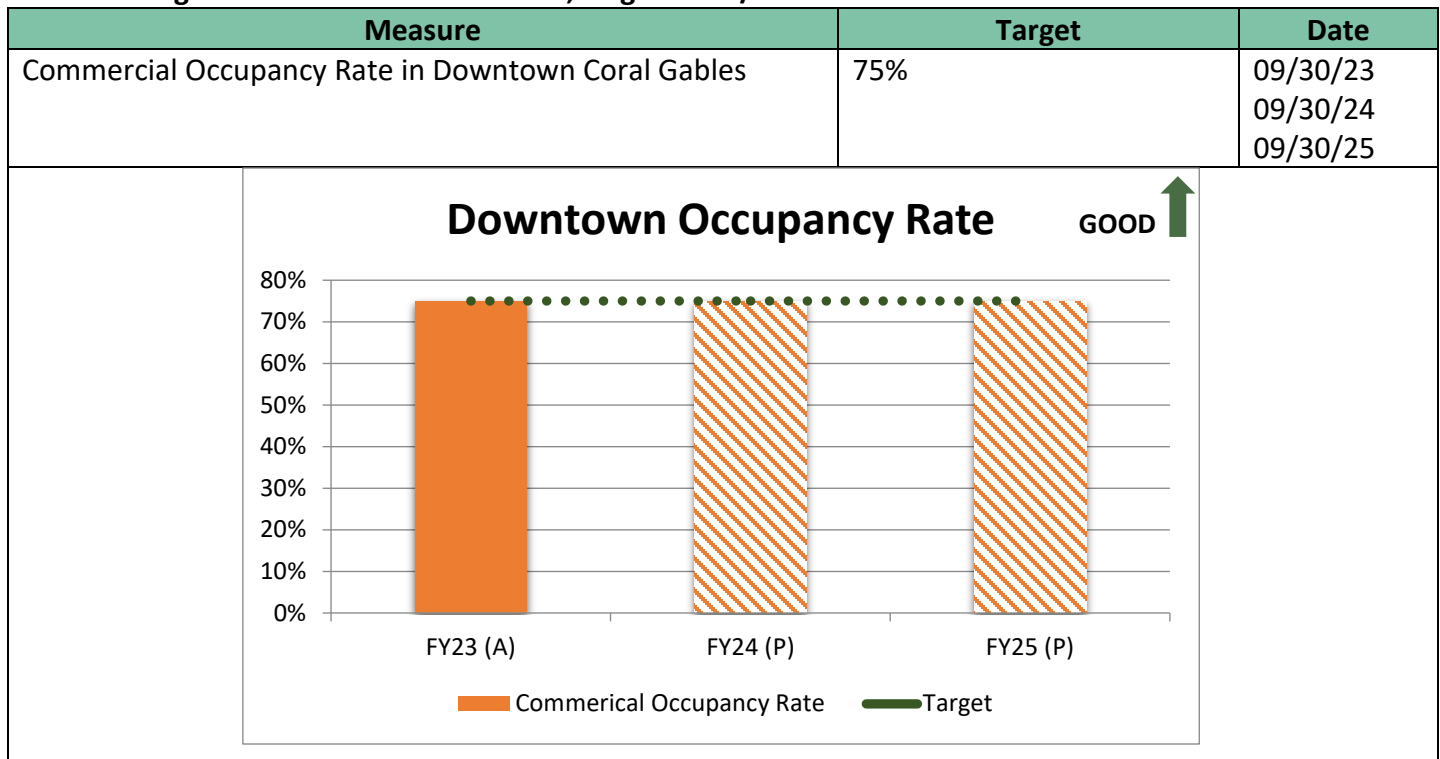 Measure Target Date
Commercial Occupancy Rate in Downtown Coral Gables 75% 09/30/23
09/30/24
09/30/25
Downtown Occupancy Rate GOOD
80%
70%
60%
50%
40%
30%
20%
10%
0%
FY23 (A) FY24 (P) FY25 (P)
Commerical Occupancy Rate Target